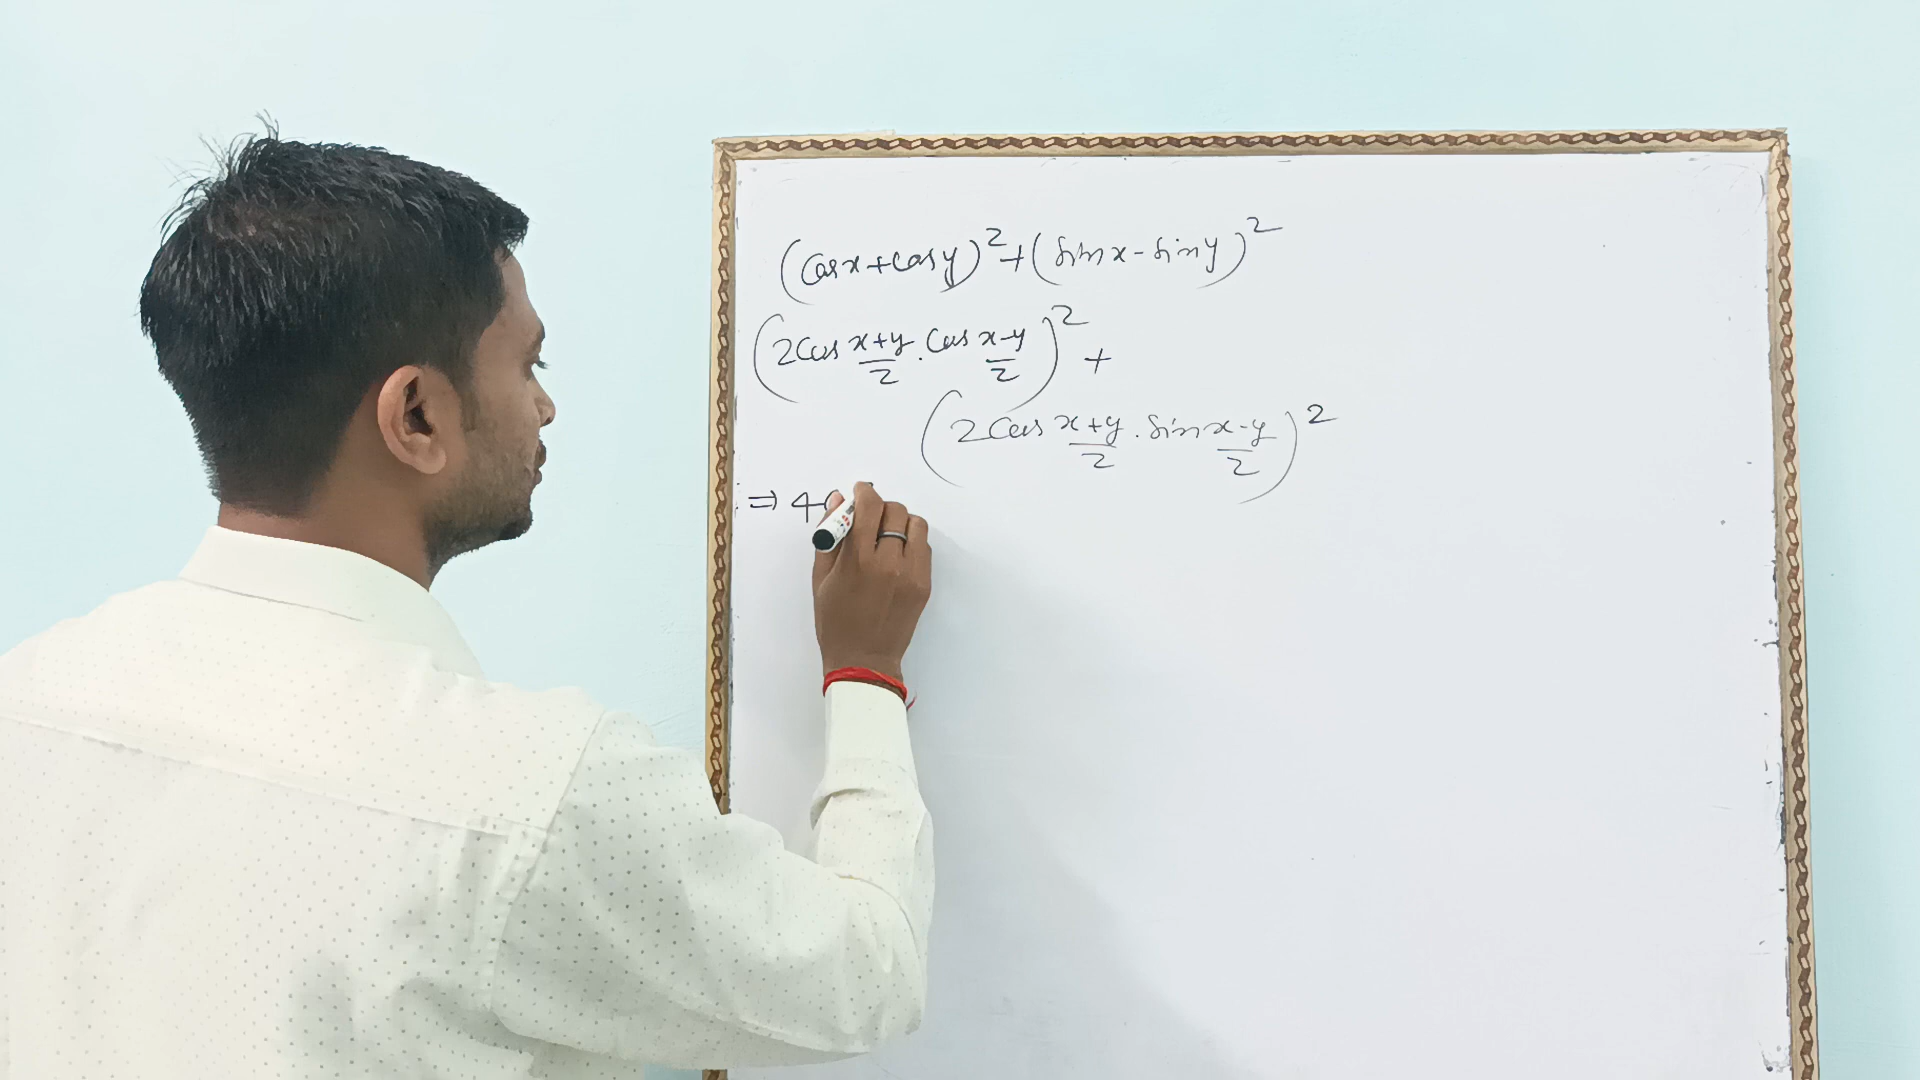 (Cosx+Cosy)²+(Sinx-Siny)²
(2Cos x+y/2 . Cos x-y/2)² +
(2Cos x+y/2 . Sin x-y/2)²
⇒ 4